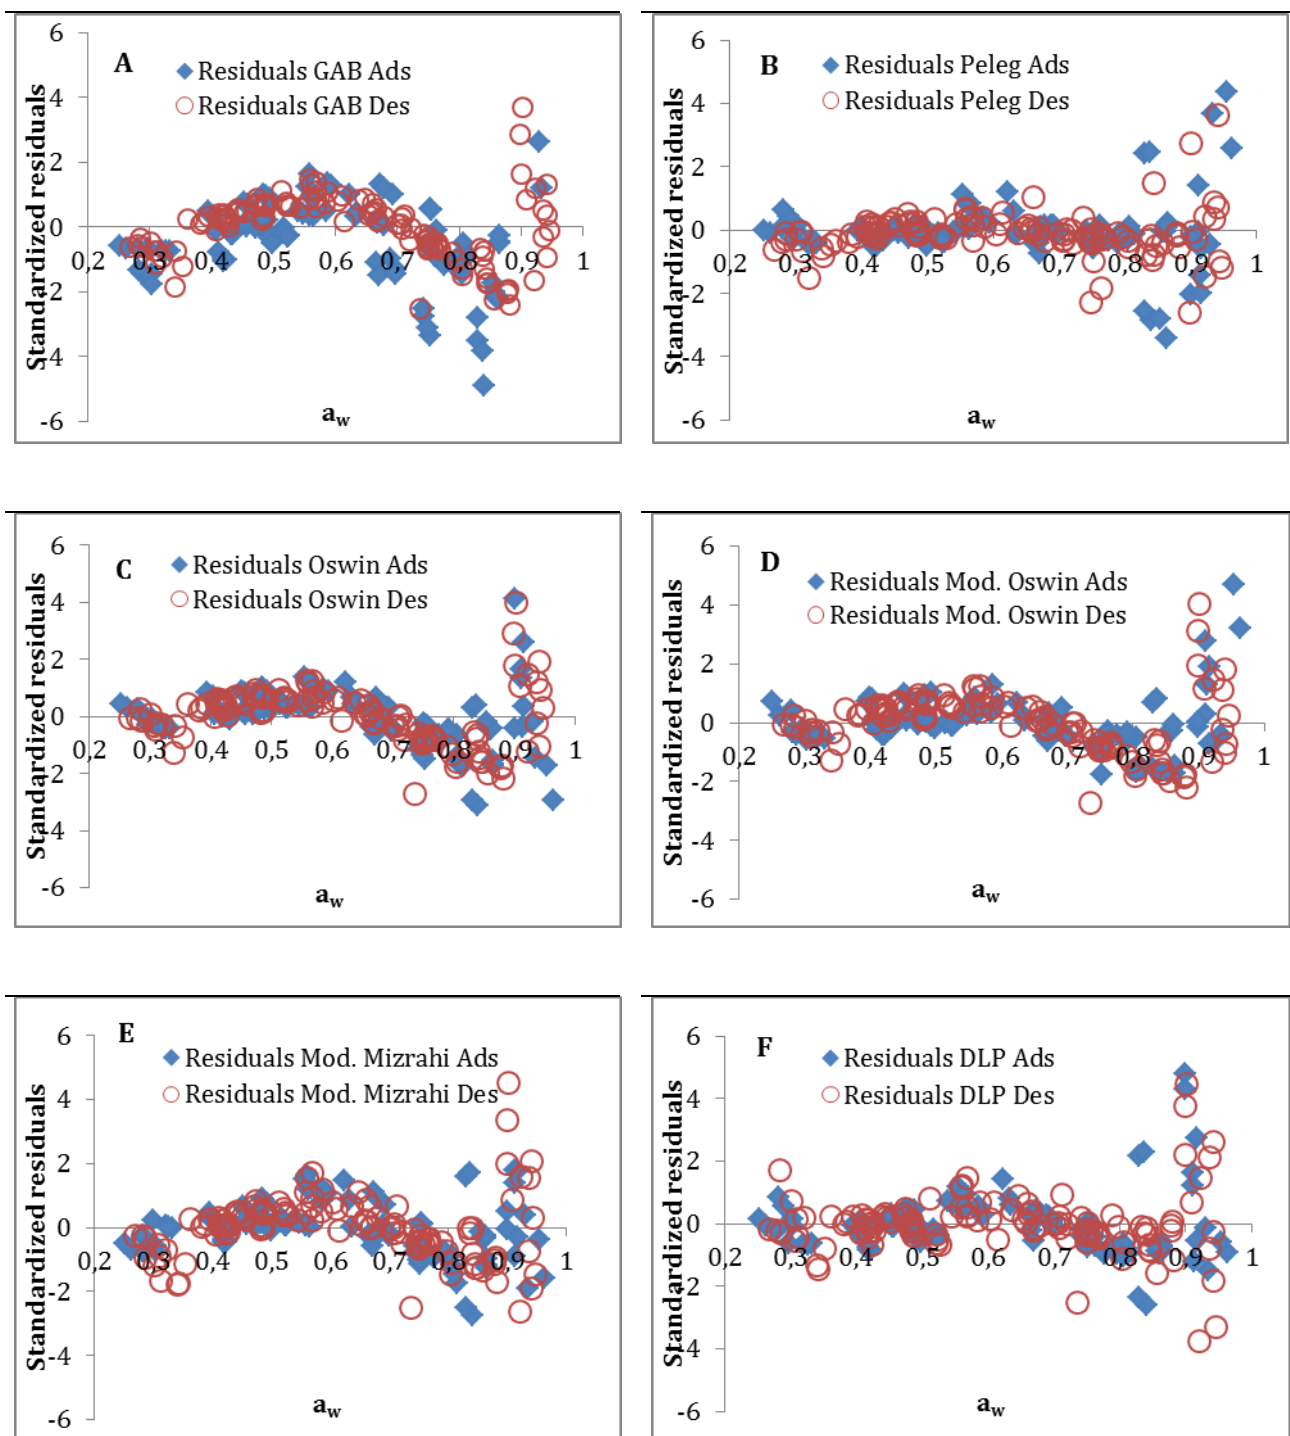 A
Residuals GAB Ads
Residuals GAB Des
Standardized residuals
6
4
2
0
-2
-4
-6
0,2 0,3 0,4 0,5 0,6 0,7 0,8 0,9 1
aw
B
Residuals Peleg Ads
Residuals Peleg Des
Standardized residuals
6
4
2
0
-2
-4
-6
0,2 0,3 0,4 0,5 0,6 0,7 0,8 0,9 1
aw
C
Residuals Oswin Ads
Residuals Oswin Des
Standardized residuals
6
4
2
0
-2
-4
-6
0,2 0,3 0,4 0,5 0,6 0,7 0,8 0,9 1
aw
D
Residuals Mod. Oswin Ads
Residuals Mod. Oswin Des
Standardized residuals
6
4
2
0
-2
-4
-6
0,2 0,3 0,4 0,5 0,6 0,7 0,8 0,9 1
aw
E
Residuals Mod. Mizrahi Ads
Residuals Mod. Mizrahi Des
Standardized residuals
6
4
2
0
-2
-4
-6
0,2 0,3 0,4 0,5 0,6 0,7 0,8 0,9 1
aw
F
Residuals DLP Ads
Residuals DLP Des
Standardized residuals
6
4
2
0
-2
-4
-6
0,2 0,3 0,4 0,5 0,6 0,7 0,8 0,9 1
aw